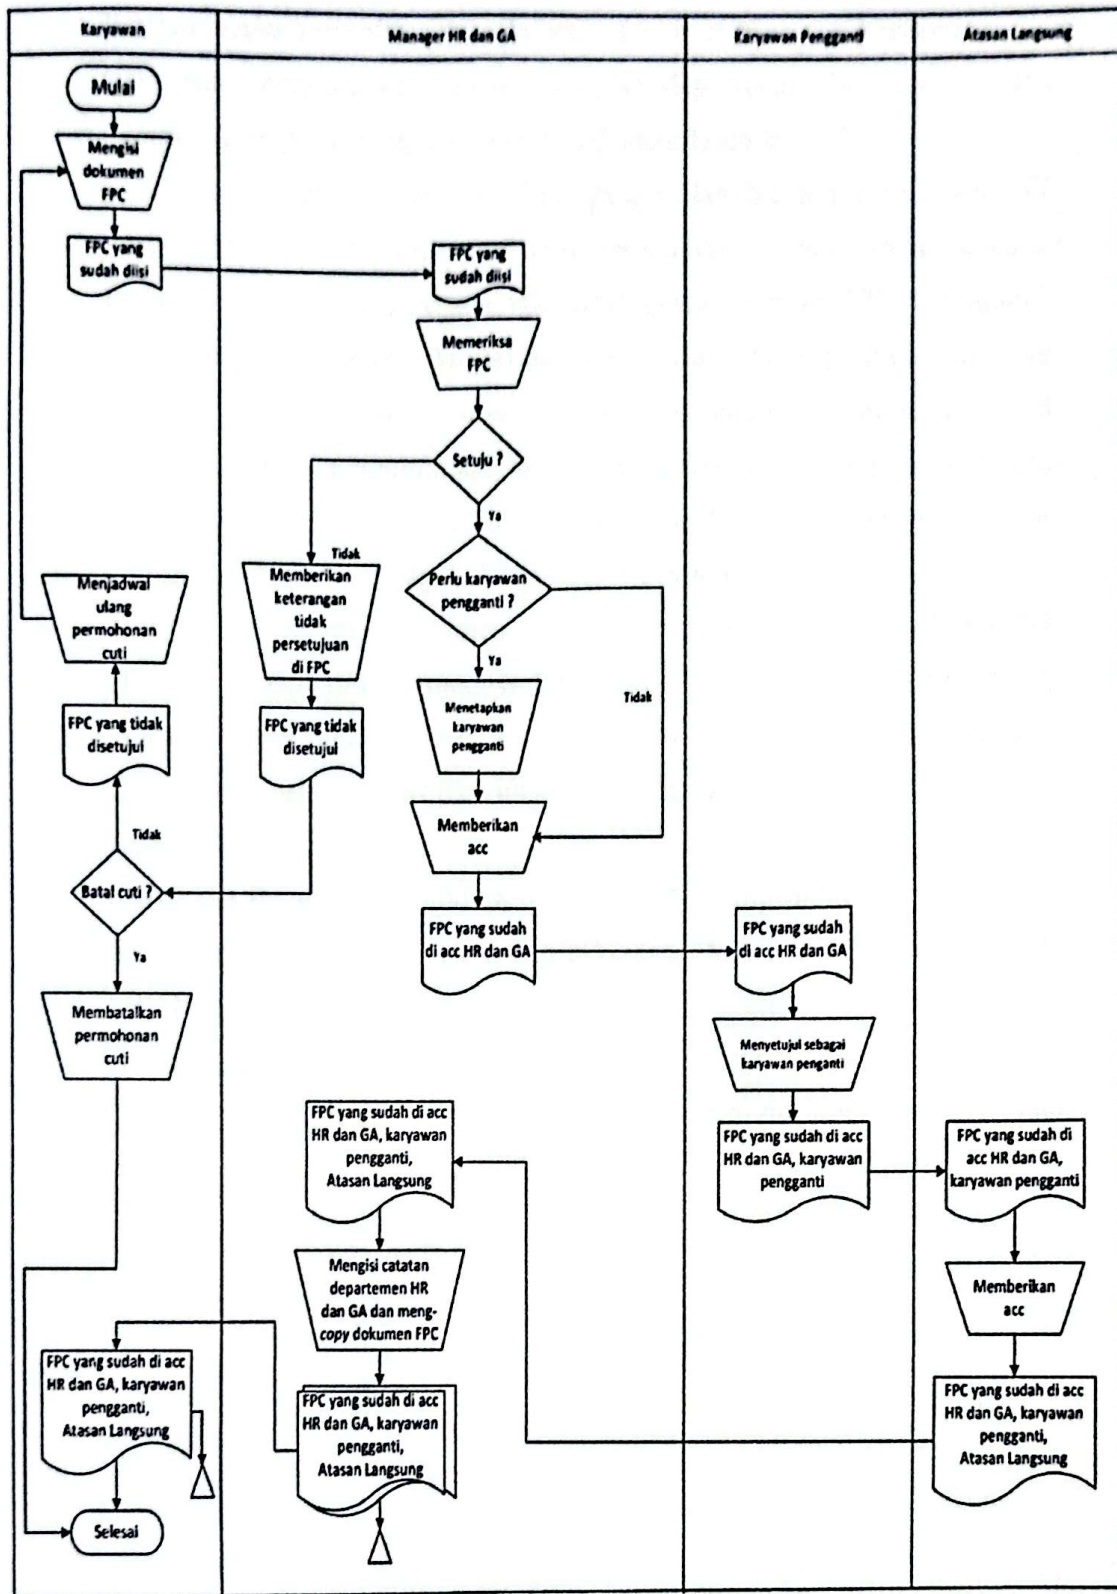 Karyawan
Manager HR dan GA
Karyawan Pengganti
Atasan Langsung
Mulai
Mengisi
dokumen
FPC
FPC yang
sudah diisi
FPC yang
sudah diisi
Memeriksa
FPC
Setuju ?
Ya
Tidak
Perlu karyawan
pengganti ?
Ya
Tidak
Memberikan
keterangan
tidak
persetujuan
di FPC
Menjadwal
ulang
permohonan
cuti
Menetapkan
karyawan
pengganti
FPC yang tidak
disetujui
FPC yang tidak
disetujui
Memberikan
acc
Tidak
Batal cuti ?
Ya
FPC yang sudah
di acc HR dan GA
FPC yang sudah
di acc HR dan GA
Membatalkan
permohonan
cuti
Menyetujui sebagai
karyawan penganti
FPC yang sudah di acc
HR dan GA, karyawan
pengganti,
Atasan Langsung
FPC yang sudah di acc
HR dan GA, karyawan
pengganti
FPC yang sudah di
acc HR dan GA,
karyawan pengganti
Mengisi catatan
departemen HR
dan GA dan meng-
copy dokumen FPC
Memberikan
acc
FPC yang sudah di acc
HR dan GA, karyawan
pengganti,
Atasan Langsung
FPC yang sudah di acc
HR dan GA, karyawan
pengganti,
Atasan Langsung
FPC yang sudah di acc
HR dan GA, karyawan
pengganti,
Atasan Langsung
Selesai